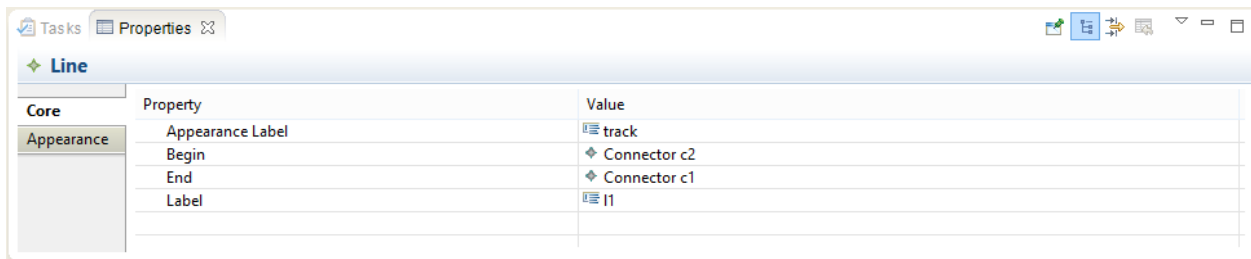 Tasks Properties
Line
Core
Appearance
Property Value
Appearance Label track
Begin Connector c2
End Connector c1
Label l1